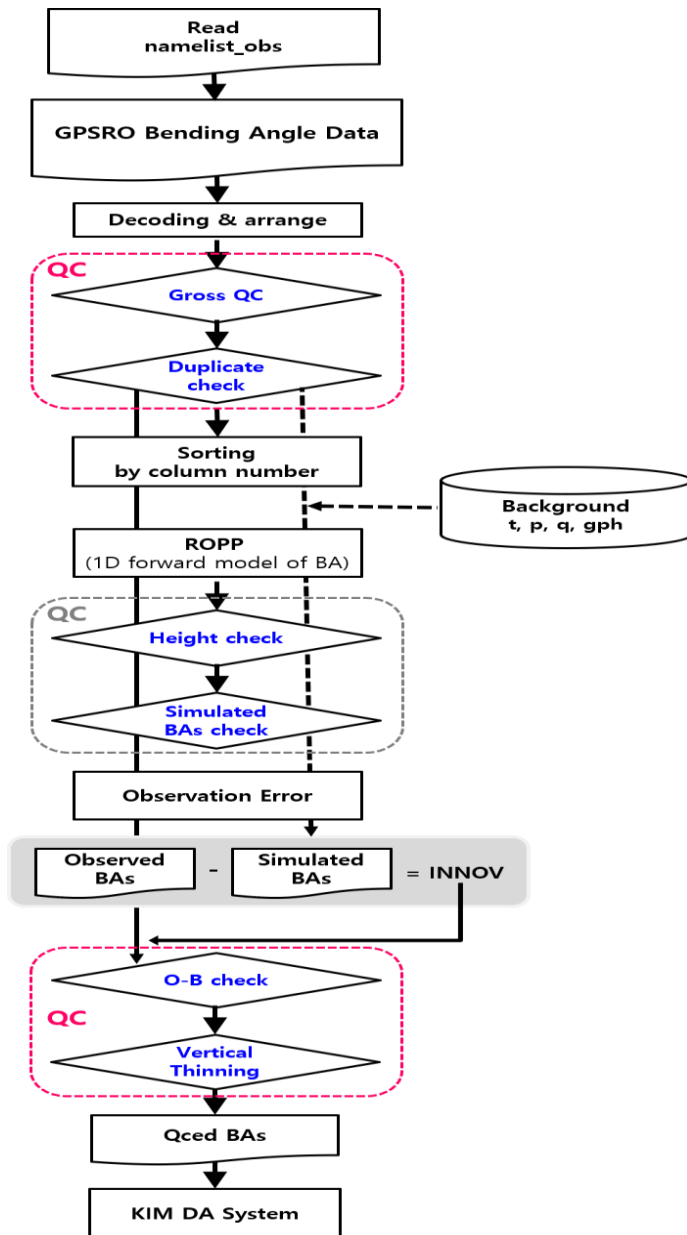 Read
namelist_obs
GPSRO Bending Angle Data
Decoding & arrange
QC
Gross QC
Duplicate
check
Sorting
by column number
Background
t, p, q, gph
ROPP
(1D forward model of BA)
QC
Height check
Simulated
BAs check
Observation Error
Observed
BAs
-
Simulated
BAs
= INNOV
O-B check
QC
Vertical
Thinning
Qced BAs
KIM DA System